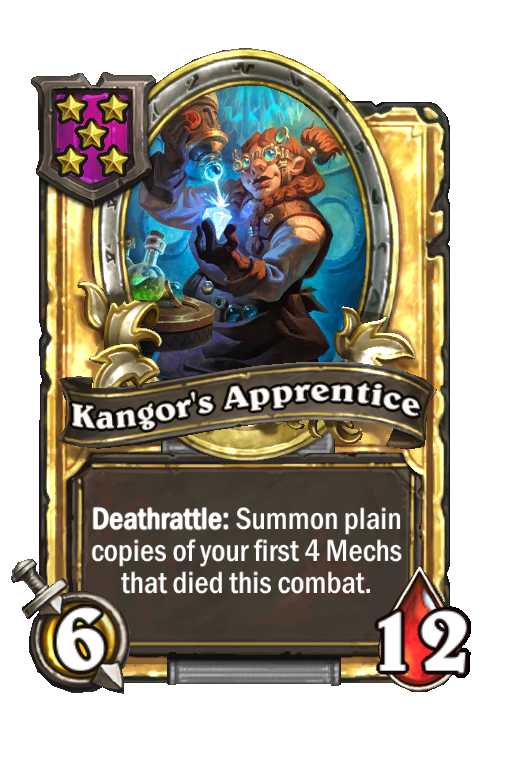 Kangor's Apprentice
Deathrattle: Summon plain
copies of your first 4 Mechs
that died this combat.
6
12